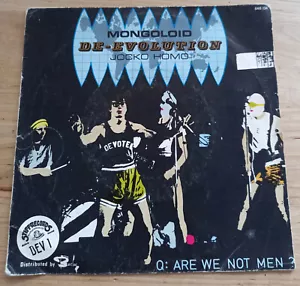 MONGOLOID
DE-EVOLUTION
JOCKO HOMO
DEVOTEE
DEV 1
Distributed by
Q: ARE WE NOT MEN ?